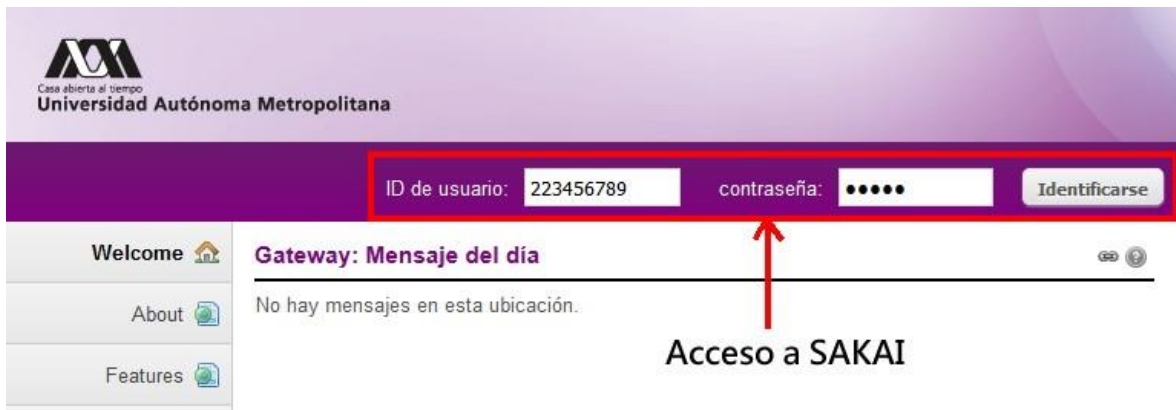 Casa abierta al tiempo
Universidad Autónoma Metropolitana
ID de usuario: 223456789 contraseña: ••••• Identificarse
Welcome
Gateway: Mensaje del día
About
No hay mensajes en esta ubicación.
Acceso a SAKAI
Features